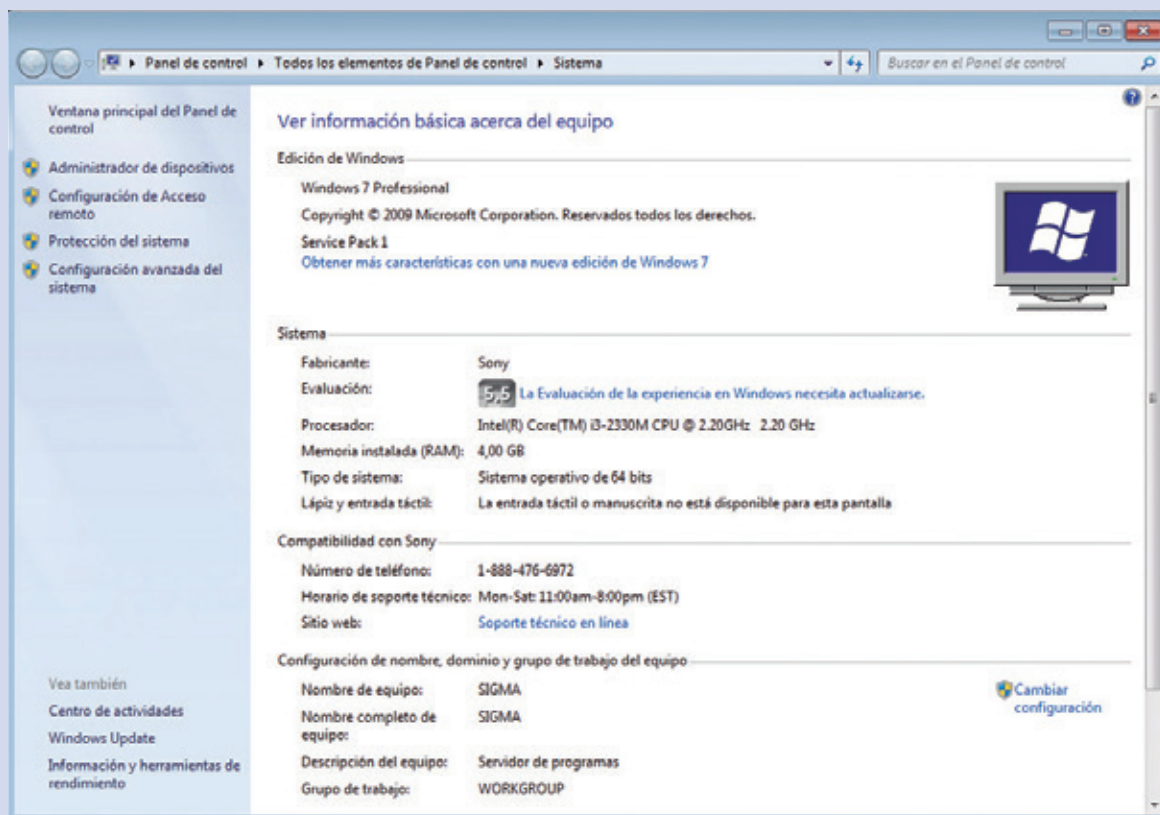 Panel de control ▸ Todos los elementos de Panel de control ▸ Sistema
Buscar en el Panel de control
Ventana principal del Panel de
control
Administrador de dispositivos
Configuración de Acceso
remoto
Protección del sistema
Configuración avanzada del
sistema
Vea también
Centro de actividades
Windows Update
Información y herramientas de
rendimiento
Ver información básica acerca del equipo
Edición de Windows
Windows 7 Professional
Copyright © 2009 Microsoft Corporation. Reservados todos los derechos.
Service Pack 1
Obtener más características con una nueva edición de Windows 7
Sistema
Fabricante: Sony
Evaluación: 5,5 La Evaluación de la experiencia en Windows necesita actualizarse.
Procesador: Intel(R) Core(TM) i3-2330M CPU @ 2.20GHz 2.20 GHz
Memoria instalada (RAM): 4,00 GB
Tipo de sistema: Sistema operativo de 64 bits
Lápiz y entrada táctil: La entrada táctil o manuscrita no está disponible para esta pantalla
Compatibilidad con Sony
Número de teléfono: 1-888-476-6972
Horario de soporte técnico: Mon-Sat: 11:00am-8:00pm (EST)
Sitio web: Soporte técnico en línea
Configuración de nombre, dominio y grupo de trabajo del equipo
Nombre de equipo: SIGMA
Cambiar
configuración
Nombre completo de
equipo: SIGMA
Descripción del equipo: Servidor de programas
Grupo de trabajo: WORKGROUP